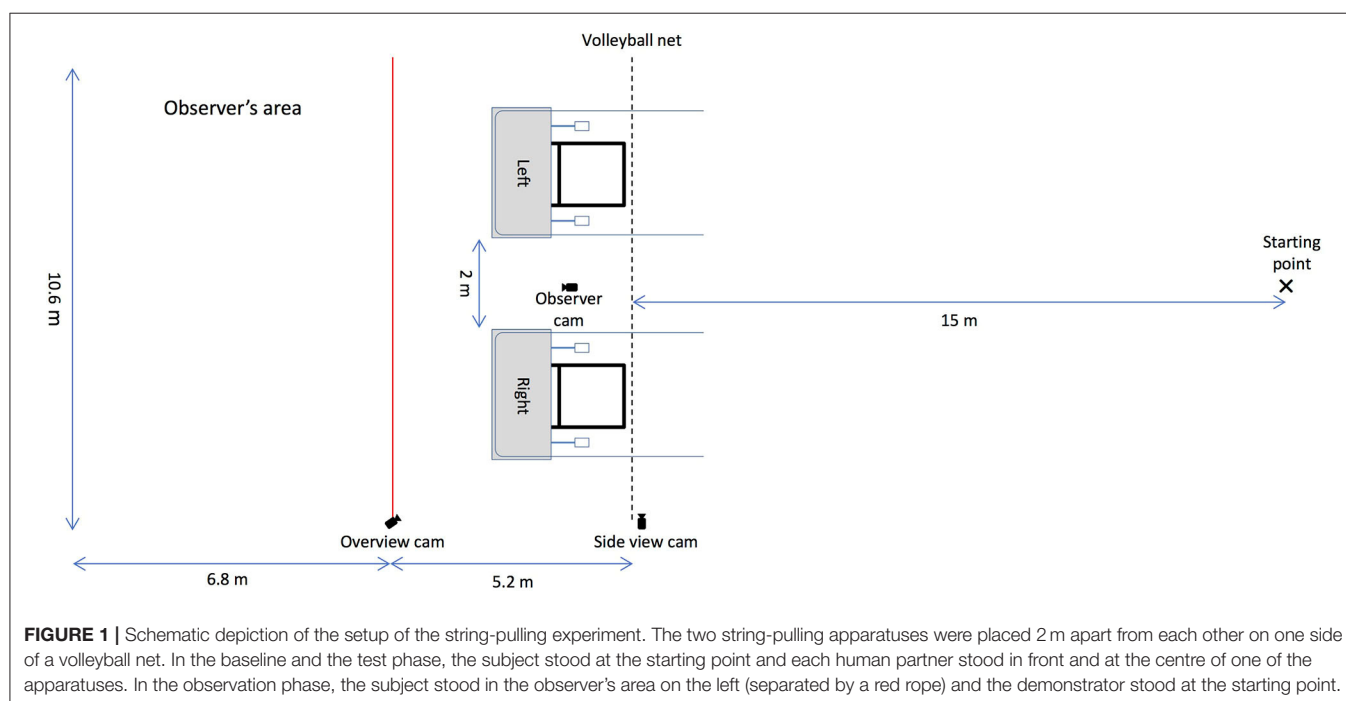 Volleyball net
Observer's area
Left
10.6 m
2 m
Observer
cam
Starting
point
15 m
Right
Overview cam
Side view cam
6.8 m
5.2 m
FIGURE 1 | Schematic depiction of the setup of the string-pulling experiment. The two string-pulling apparatuses were placed 2 m apart from each other on one side
of a volleyball net. In the baseline and the test phase, the subject stood at the starting point and each human partner stood in front and at the centre of one of the
apparatuses. In the observation phase, the subject stood in the observer's area on the left (separated by a red rope) and the demonstrator stood at the starting point.